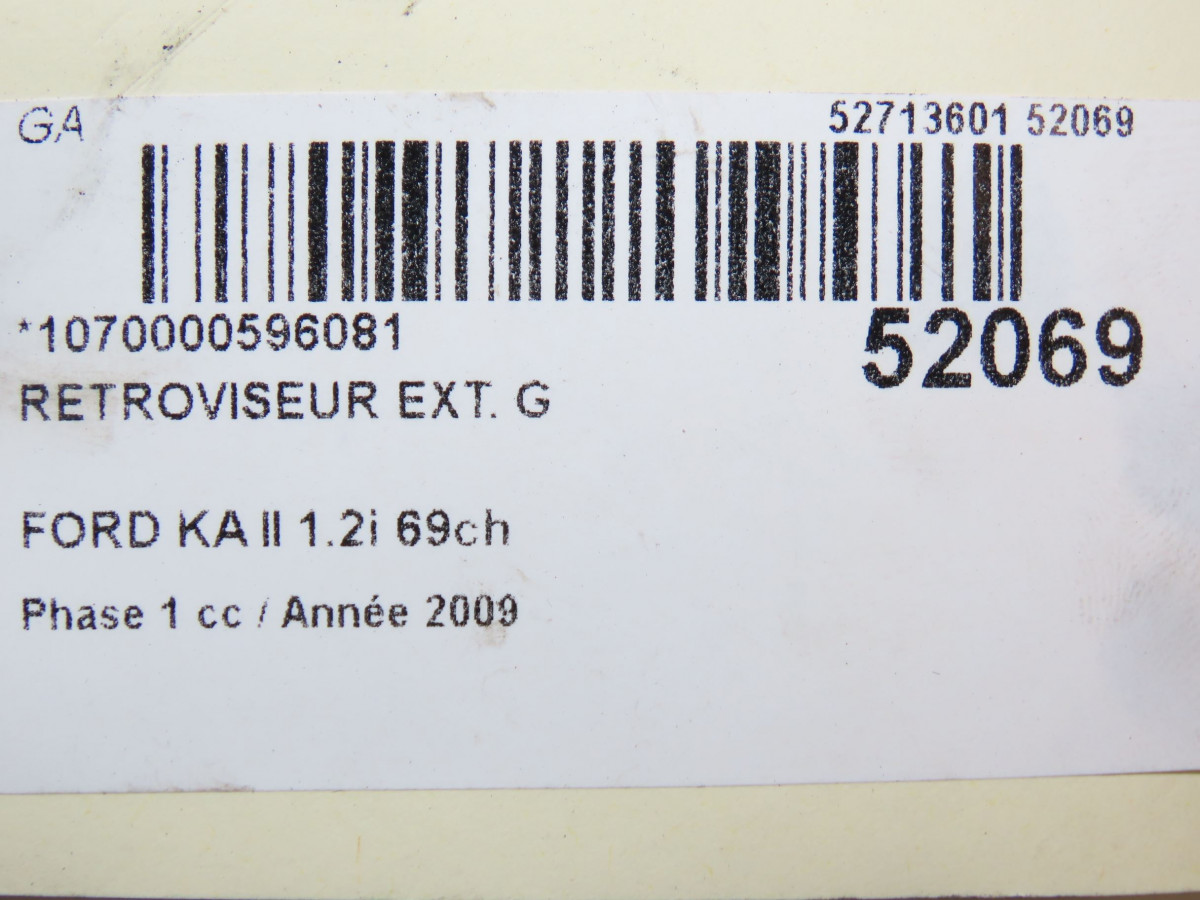 GA 52713601 52069
*1070000596081 52069
RETROVISEUR EXT. G
FORD KA II 1.2i 69ch
Phase 1 cc / Année 2009